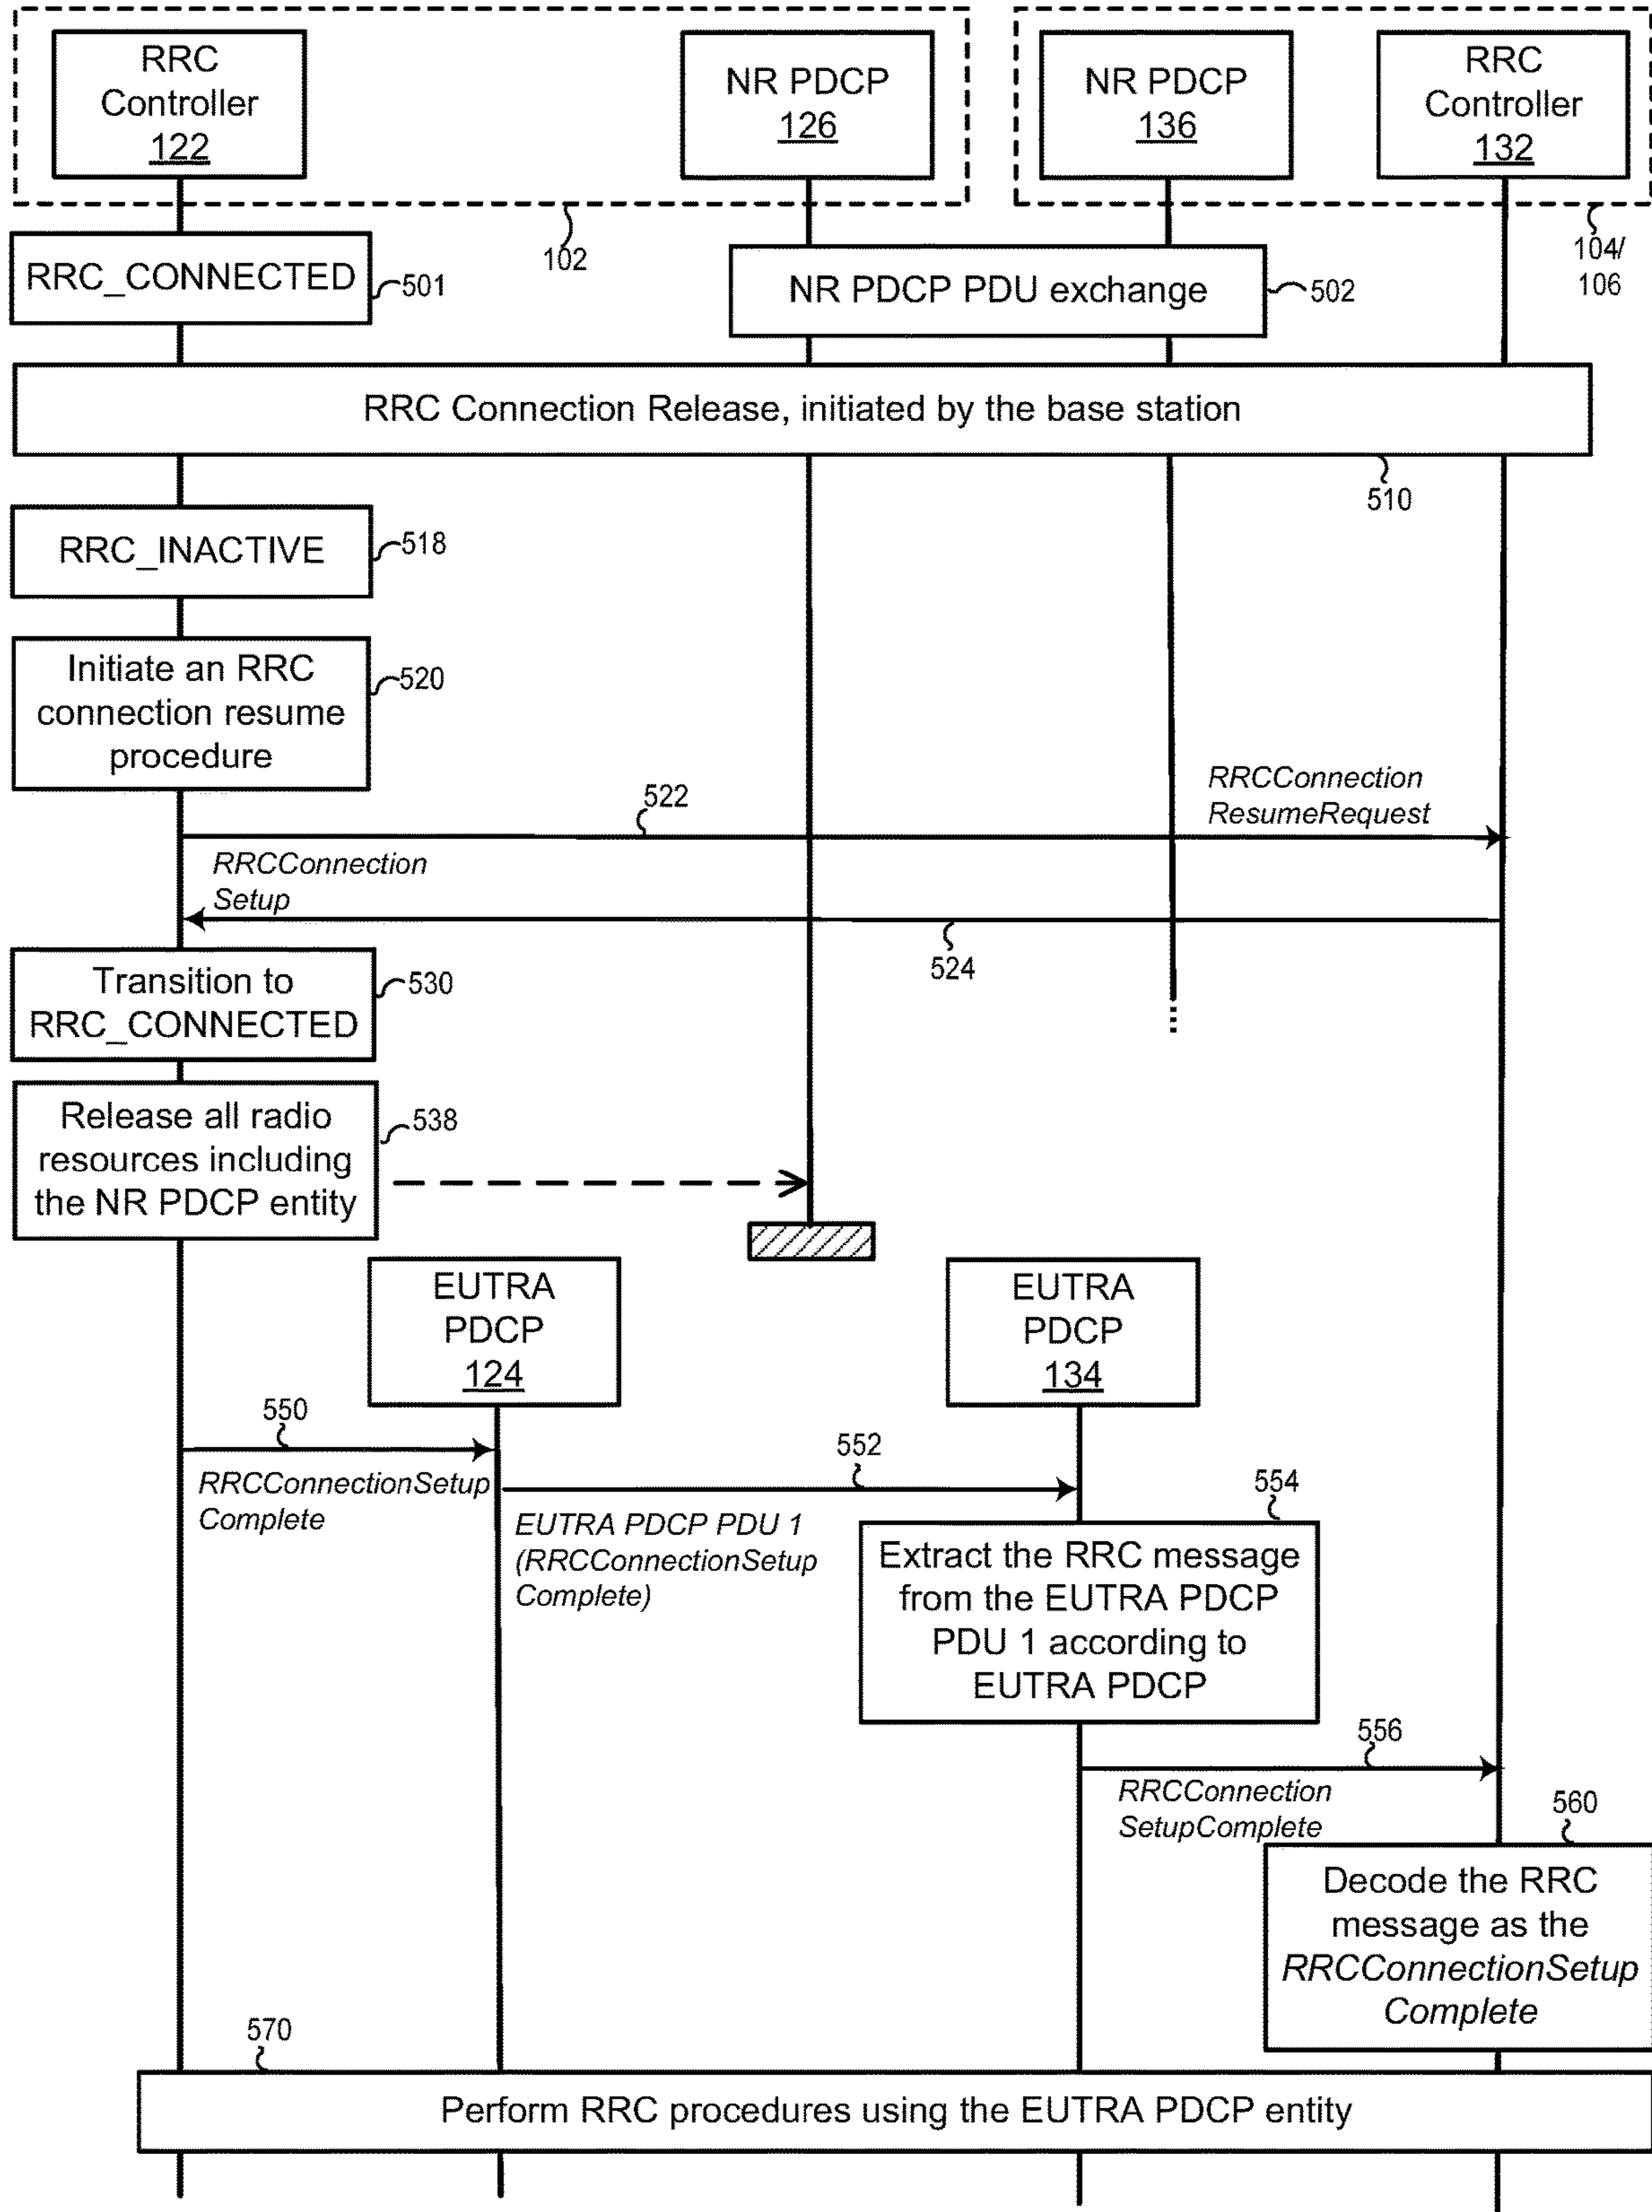 RRC
Controller
122
NR PDCP
126
NR PDCP
136
RRC
Controller
132
102
104/
106
RRC_CONNECTED
501
NR PDCP PDU exchange
502
RRC Connection Release, initiated by the base station
510
RRC_INACTIVE
518
Initiate an RRC
connection resume
procedure
520
522
RRCConnection
ResumeRequest
RRCConnection
Setup
524
Transition to
RRC_CONNECTED
530
Release all radio
resources including
the NR PDCP entity
538
EUTRA
PDCP
124
EUTRA
PDCP
134
550
RRCConnectionSetup
Complete
552
EUTRA PDCP PDU 1
(RRCConnectionSetup
Complete)
554
Extract the RRC message
from the EUTRA PDCP
PDU 1 according to
EUTRA PDCP
556
RRCConnection
SetupComplete
560
Decode the RRC
message as the
RRCConnectionSetup
Complete
570
Perform RRC procedures using the EUTRA PDCP entity